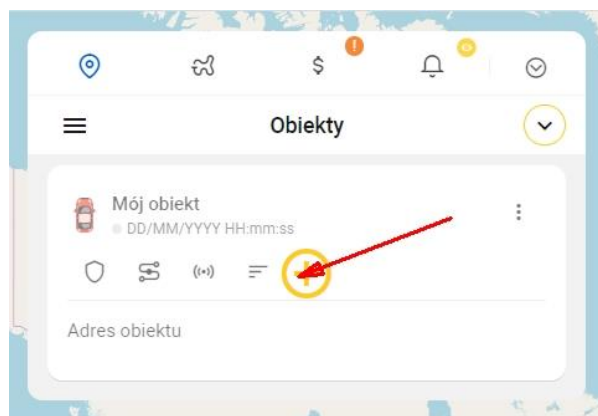 $
!
Obiekty
Mój obiekt
DD/MM/YYYY HH:mm:ss
Adres obiektu